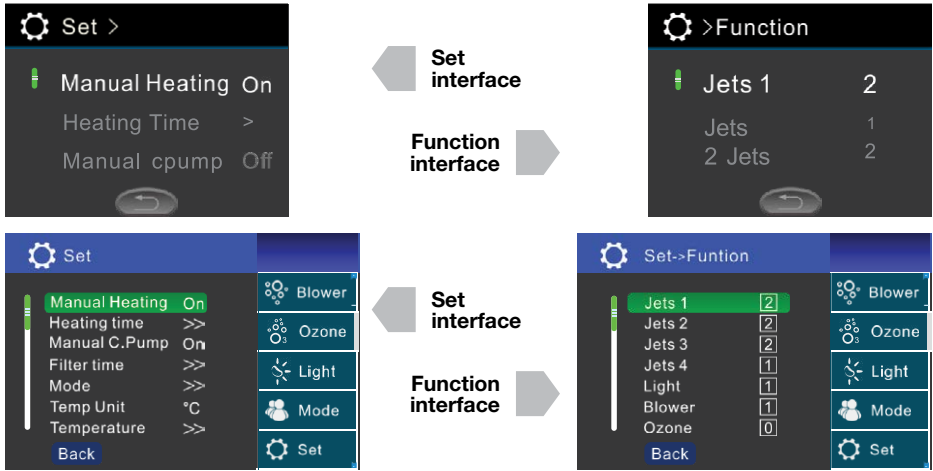 Set >
Manual Heating On
Heating Time >
Manual cpump Off
Set
interface
Function
interface
>Function
Jets 1 2
Jets 1
2 Jets 2
Set
Manual Heating On
Heating time >>
Manual C.Pump On
Filter time >>
Mode >>
Temp Unit °C
Temperature >>
Back
Blower
O3 Ozone
Light
Mode
Set
Set
interface
Function
interface
Set->Funtion
Jets 1 2
Jets 2 2
Jets 3 2
Jets 4 1
Light 1
Blower 1
Ozone 0
Back
Blower
O3 Ozone
Light
Mode
Set